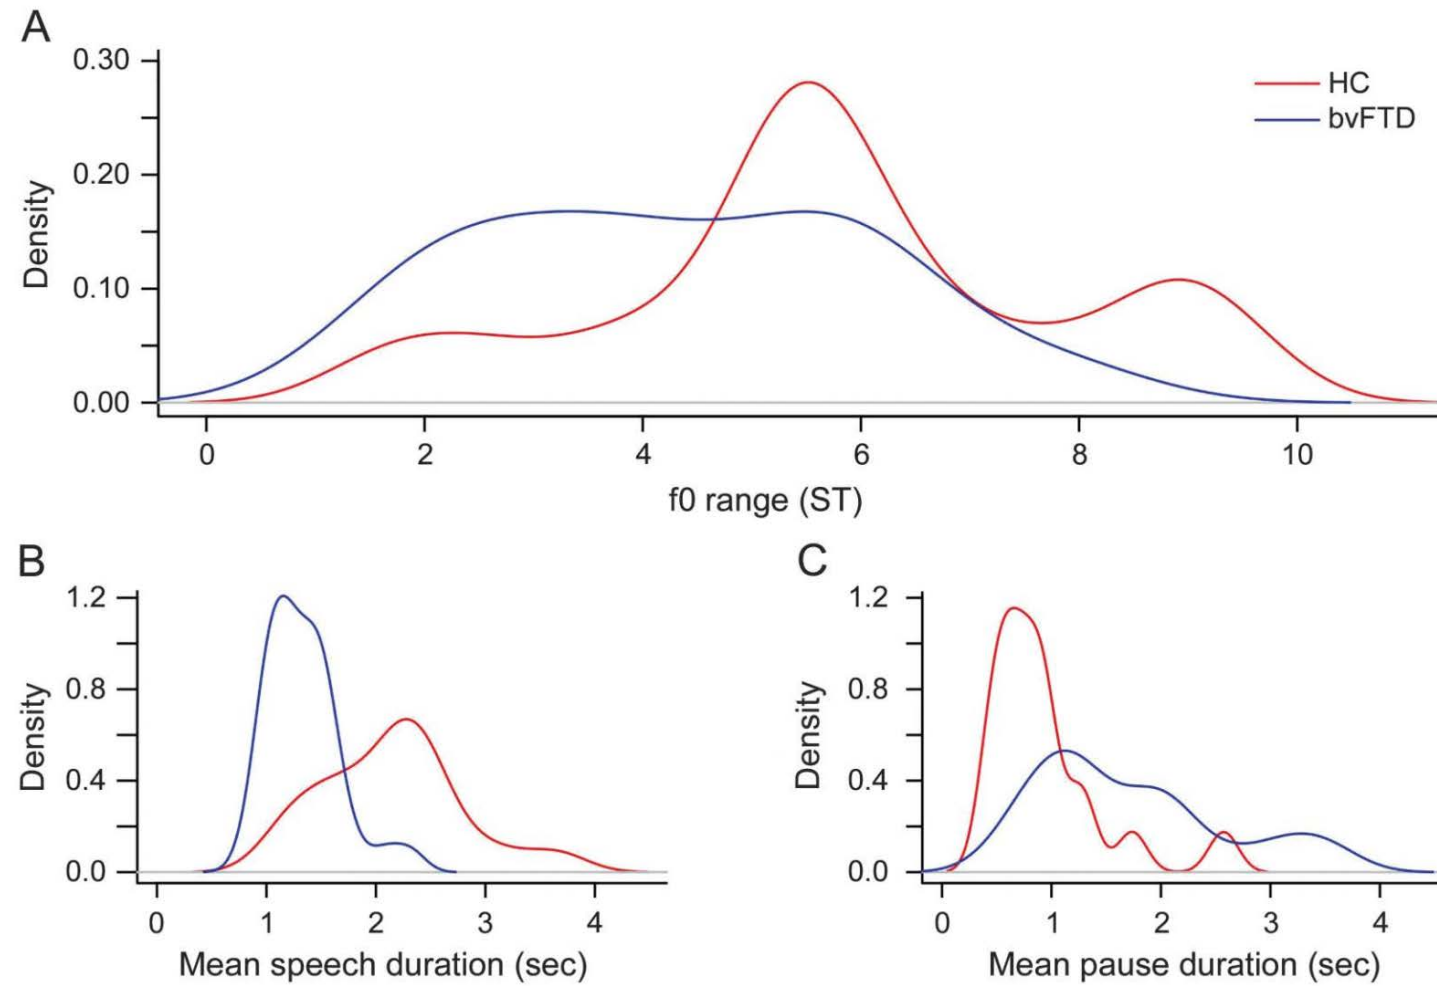 A
0.30
0.20
0.10
0.00
Density
HC
bvFTD
0 2 4 6 8 10
f0 range (ST)
B
1.2
0.8
0.4
0.0
Density
0 1 2 3 4
Mean speech duration (sec)
C
1.2
0.8
0.4
0.0
Density
0 1 2 3 4
Mean pause duration (sec)